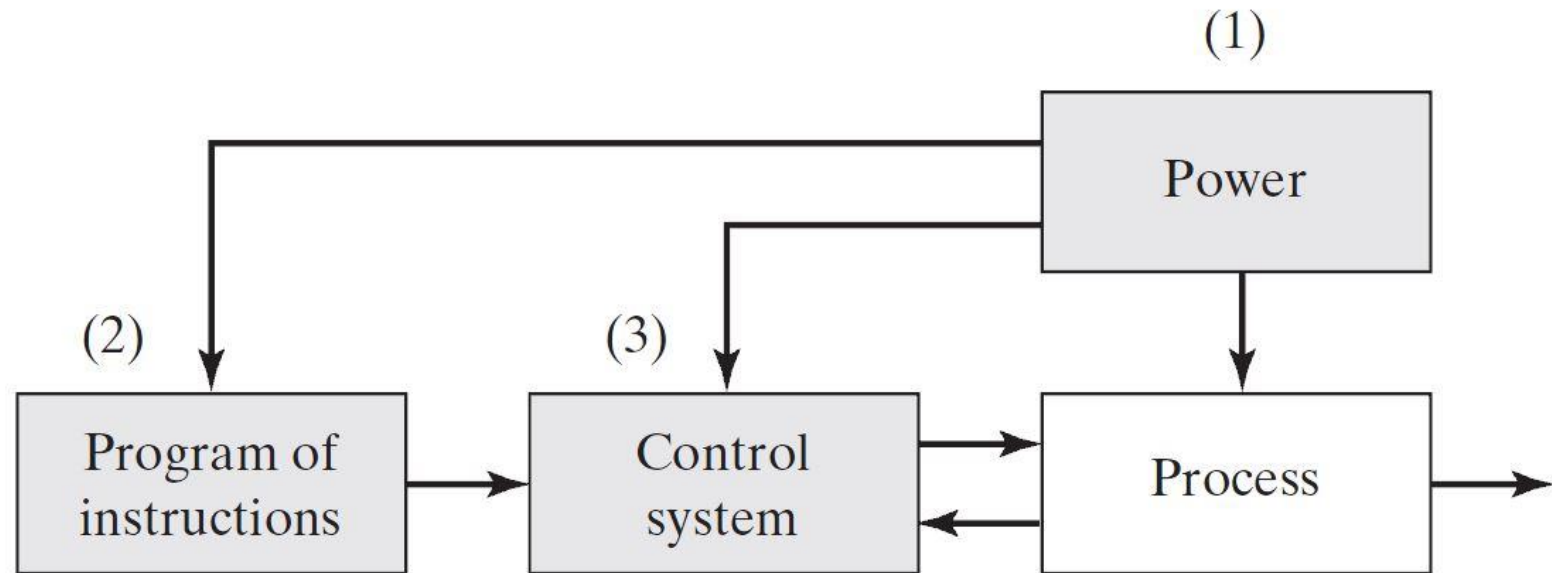 (1)
Power
(2)
(3)
Program of
instructions
Control
system
Process